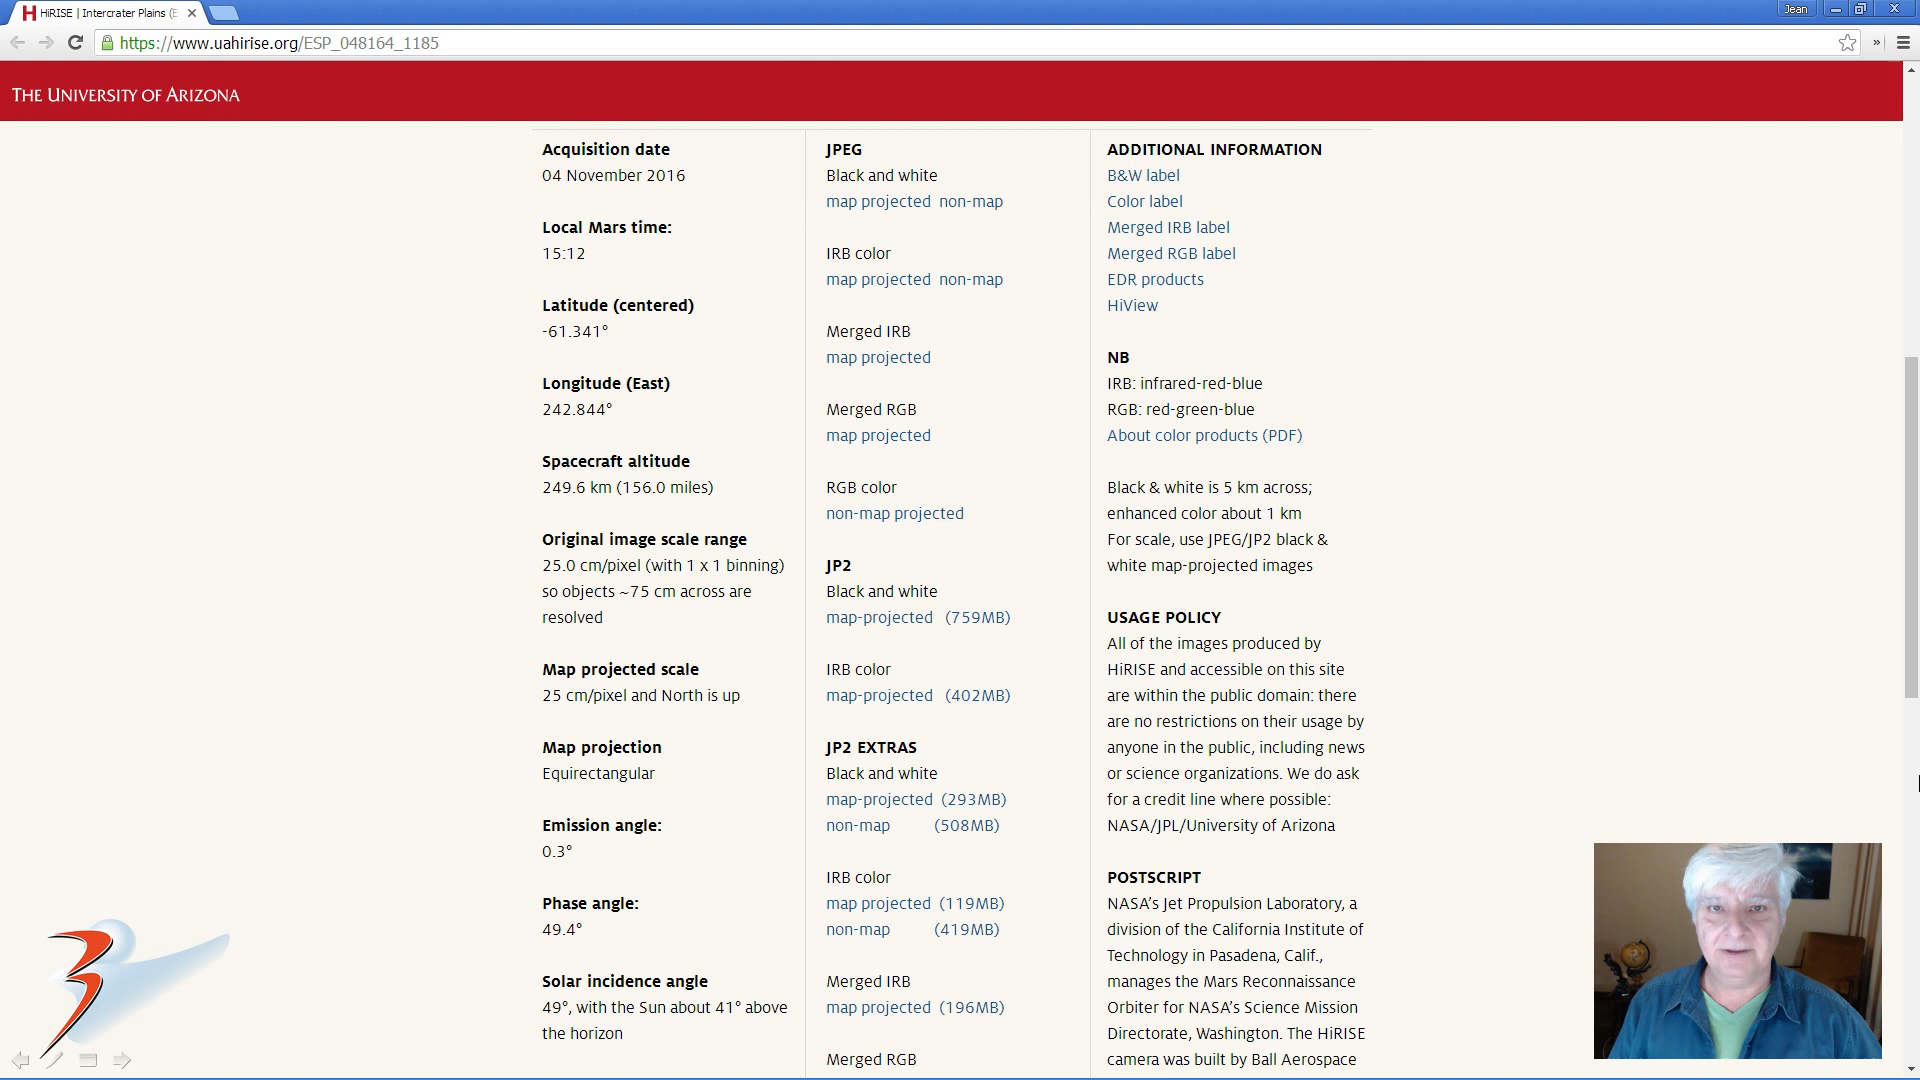 HiRISE | Intercrater Plains (E
Jean
https://www.uahirise.org/ESP_048164_1185
THE UNIVERSITY OF ARIZONA
Acquisition date
04 November 2016
Local Mars time:
15:12
Latitude (centered)
-61.341°
Longitude (East)
242.844°
Spacecraft altitude
249.6 km (156.0 miles)
Original image scale range
25.0 cm/pixel (with 1 x 1 binning)
so objects ~75 cm across are
resolved
Map projected scale
25 cm/pixel and North is up
Map projection
Equirectangular
Emission angle:
0.3°
Phase angle:
49.4°
Solar incidence angle
49°, with the Sun about 41° above
the horizon
JPEG
Black and white
map projected non-map
IRB color
map projected non-map
Merged IRB
map projected
Merged RGB
map projected
RGB color
non-map projected
JP2
Black and white
map-projected (759MB)
IRB color
map-projected (402MB)
JP2 EXTRAS
Black and white
map-projected (293MB)
non-map (508MB)
IRB color
map projected (119MB)
non-map (419MB)
Merged IRB
map projected (196MB)
Merged RGB
ADDITIONAL INFORMATION
B&W label
Color label
Merged IRB label
Merged RGB label
EDR products
HiView
NB
IRB: infrared-red-blue
RGB: red-green-blue
About color products (PDF)
Black & white is 5 km across;
enhanced color about 1 km
For scale, use JPEG/JP2 black &
white map-projected images
USAGE POLICY
All of the images produced by
HiRISE and accessible on this site
are within the public domain: there
are no restrictions on their usage by
anyone in the public, including news
or science organizations. We do ask
for a credit line where possible:
NASA/JPL/University of Arizona
POSTSCRIPT
NASA's Jet Propulsion Laboratory, a
division of the California Institute of
Technology in Pasadena, Calif.,
manages the Mars Reconnaissance
Orbiter for NASA's Science Mission
Directorate, Washington. The HiRISE
camera was built by Ball Aerospace